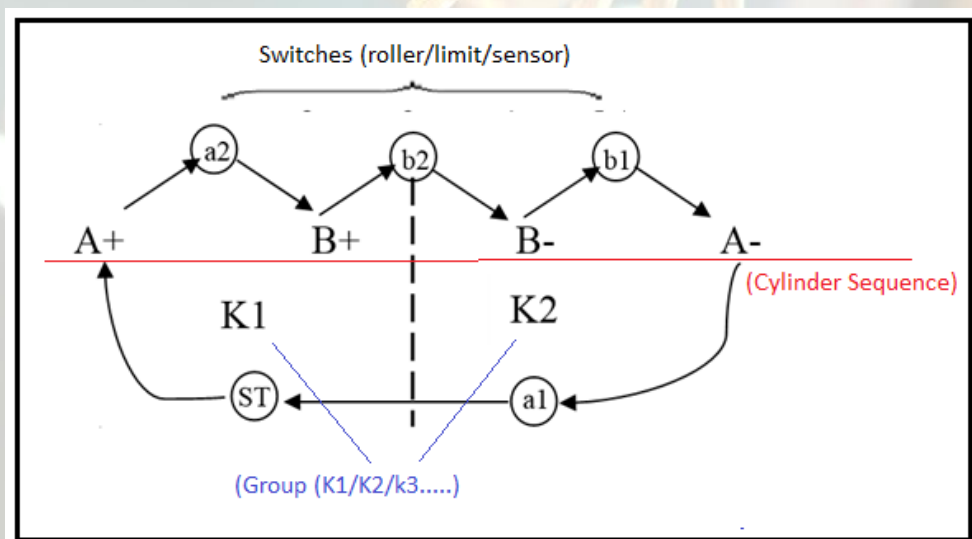 Switches (roller/limit/sensor)
a2 b2 b1
A+ B+ B- A-
(Cylinder Sequence)
K1 K2
ST a1
(Group (K1/K2/k3.....)